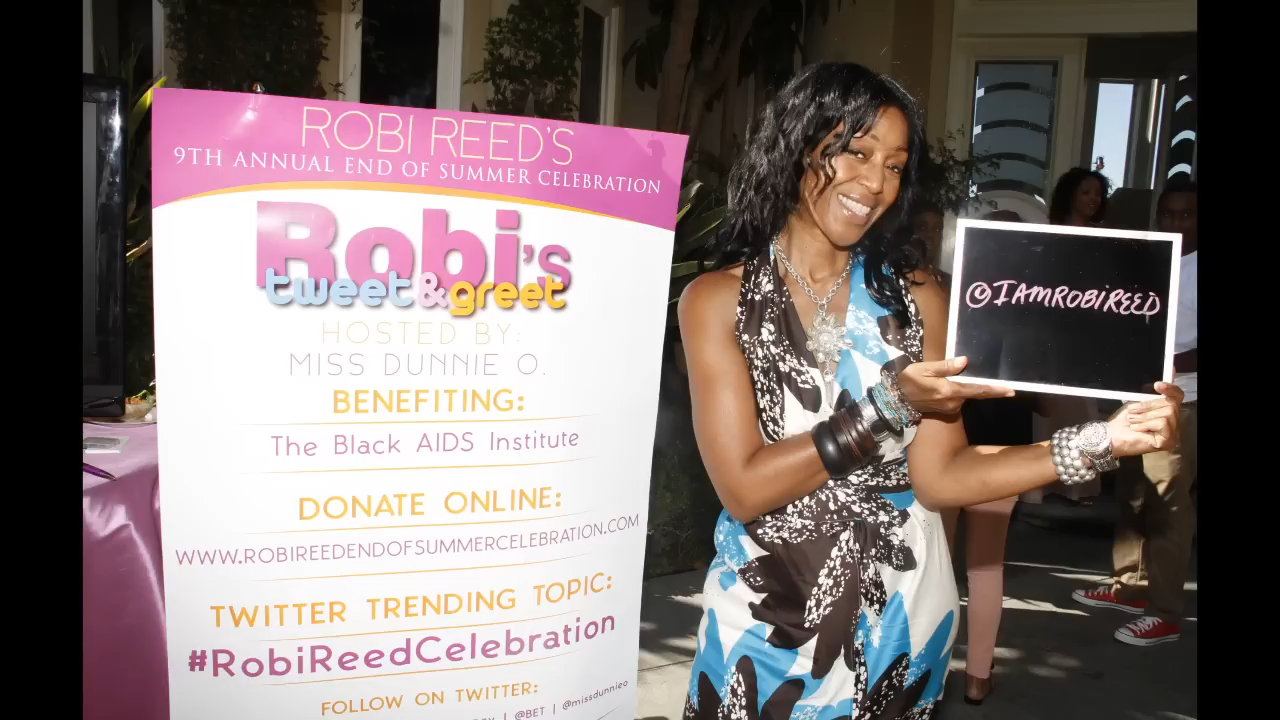 ROBI REED'S
9TH ANNUAL END OF SUMMER CELEBRATION
Robi's
tweet&greet
HOSTED BY:
MISS DUNNIE O.
BENEFITING:
The Black AIDS Institute
DONATE ONLINE:
WWW.ROBIREEDENDOFSUMMERCELEBRATION.COM
TWITTER TRENDING TOPIC:
#RobiReedCelebration
FOLLOW ON TWITTER:
| @BET | @missdunnieo
@IAMROBIREED